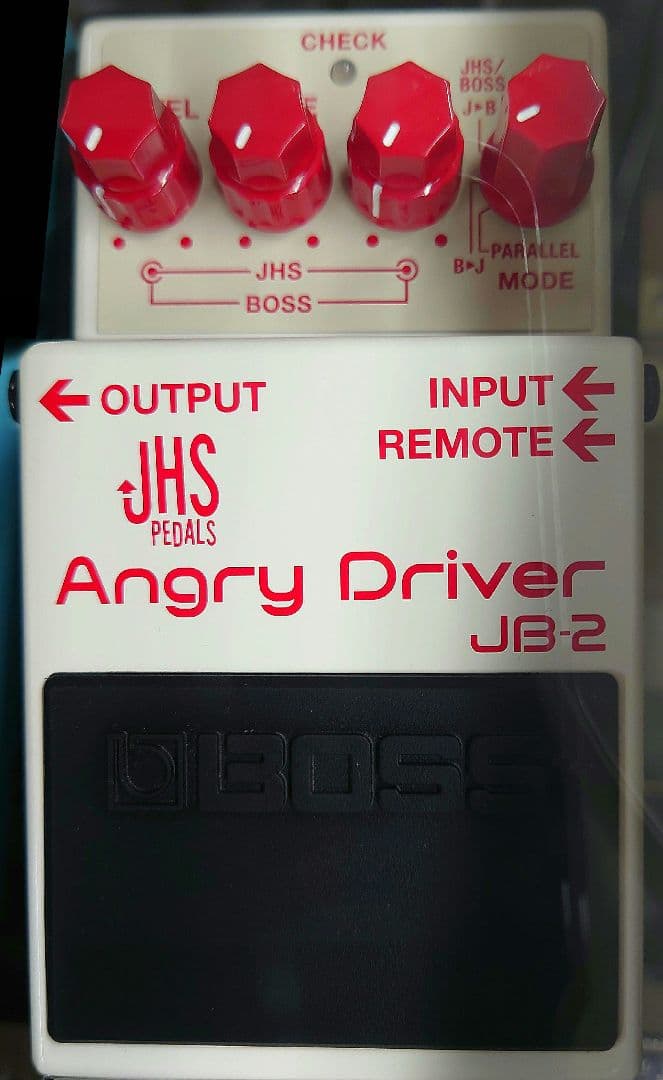 CHECK
JHS/
BOSS
J▸B
PARALLEL
B▸J
MODE
JHS
BOSS
← OUTPUT
INPUT ←
REMOTE ←
JHS
PEDALS
Angry Driver
JB-2
BOSS